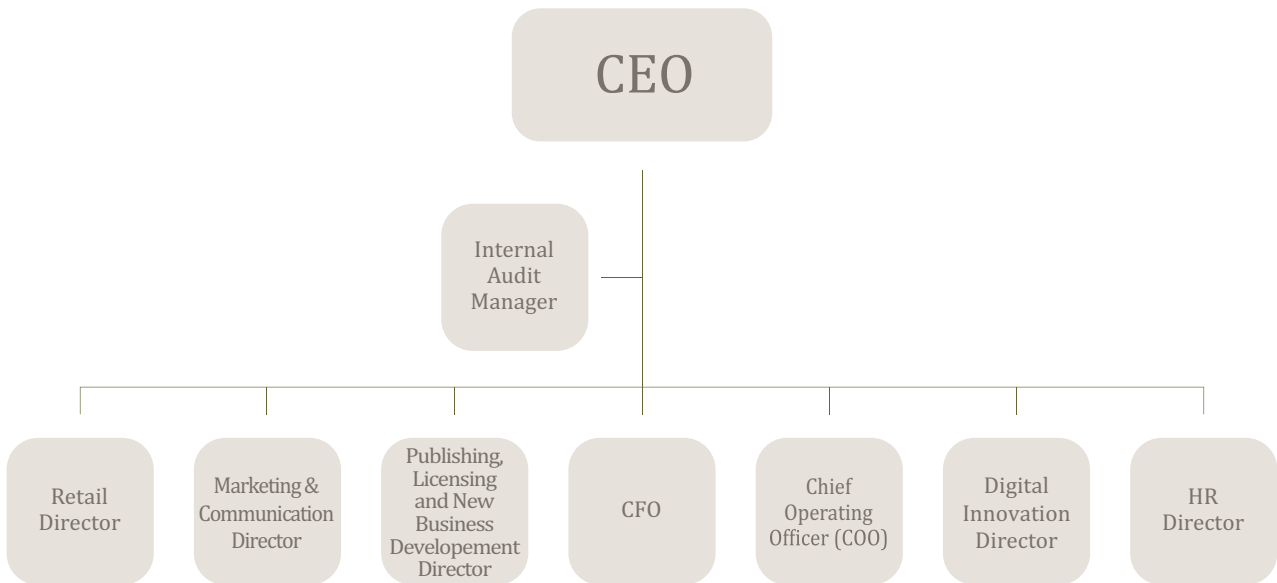 CEO
Internal
Audit
Manager
Retail
Director
Marketing &
Communication
Director
Publishing,
Licensing
and New
Business
Developement
Director
CFO
Chief
Operating
Officer (COO)
Digital
Innovation
Director
HR
Director